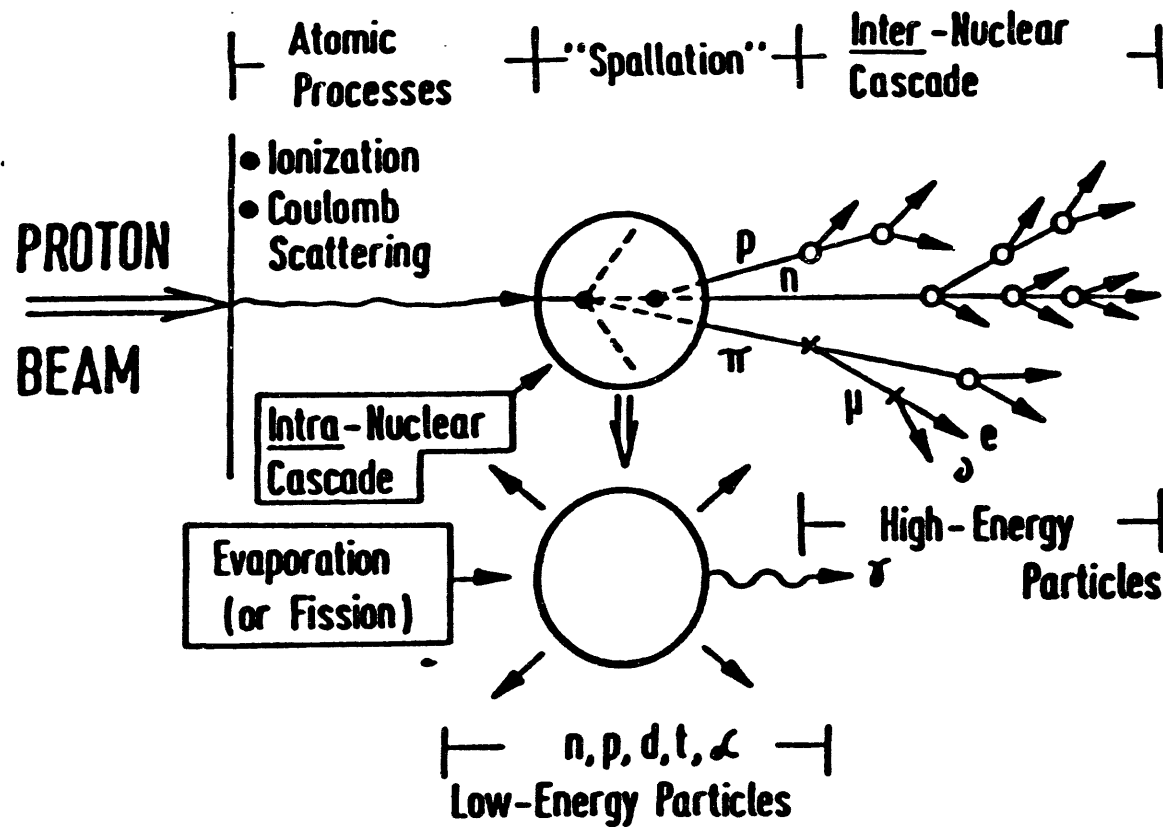 Atomic
Processes
"Spallation"
Inter-Nuclear
Cascade
• Ionization
• Coulomb
Scattering
PROTON
BEAM
p
n
π
μ
e
υ
Intra-Nuclear
Cascade
Evaporation
(or Fission)
γ
High-Energy
Particles
n, p, d, t, α
Low-Energy Particles